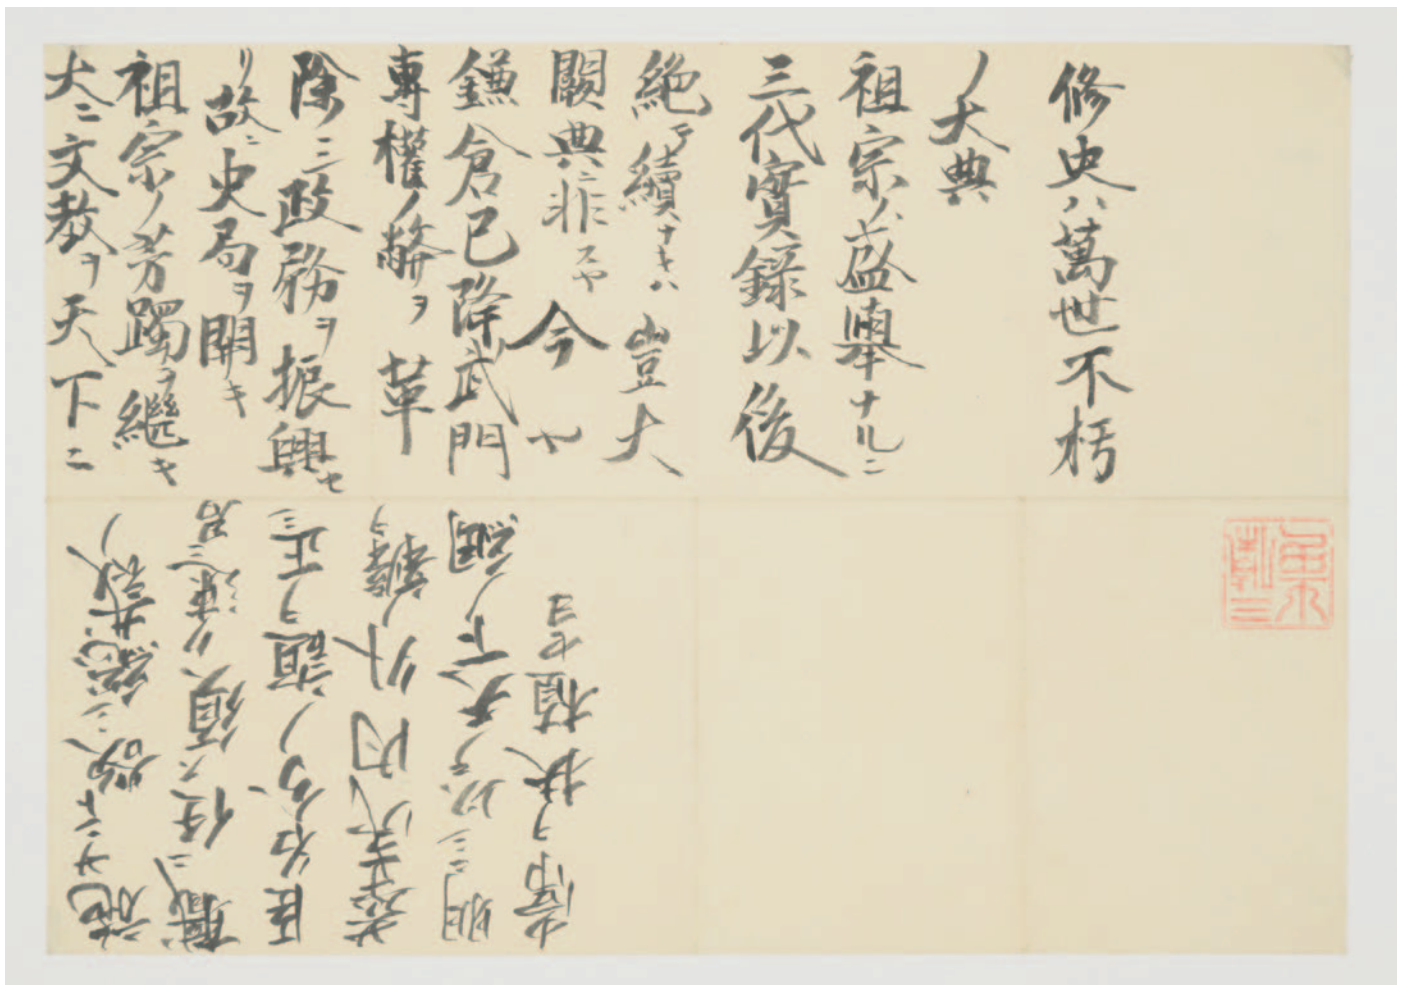 修史ハ萬世不朽
ノ大典
祖宗ノ盛擧ナルニ
三代實録以後
絶テ續ナキハ豈大
闕典ニ非スヤ今ヤ
鎌倉已降武門
專權ノ弊ヲ革
除シ政務ヲ振興セ
リ故ニ史局ヲ開キ
祖宗ノ芳躅ヲ繼キ
大ニ文教ヲ天下ニ
施サント欲シ總裁ノ
職ニ任ス須ク速ニ君
臣名分ノ誼ヲ正シ
華夷内外ノ辨ヲ
明ニシ以テ天下ノ綱
常ヲ扶植セヨ